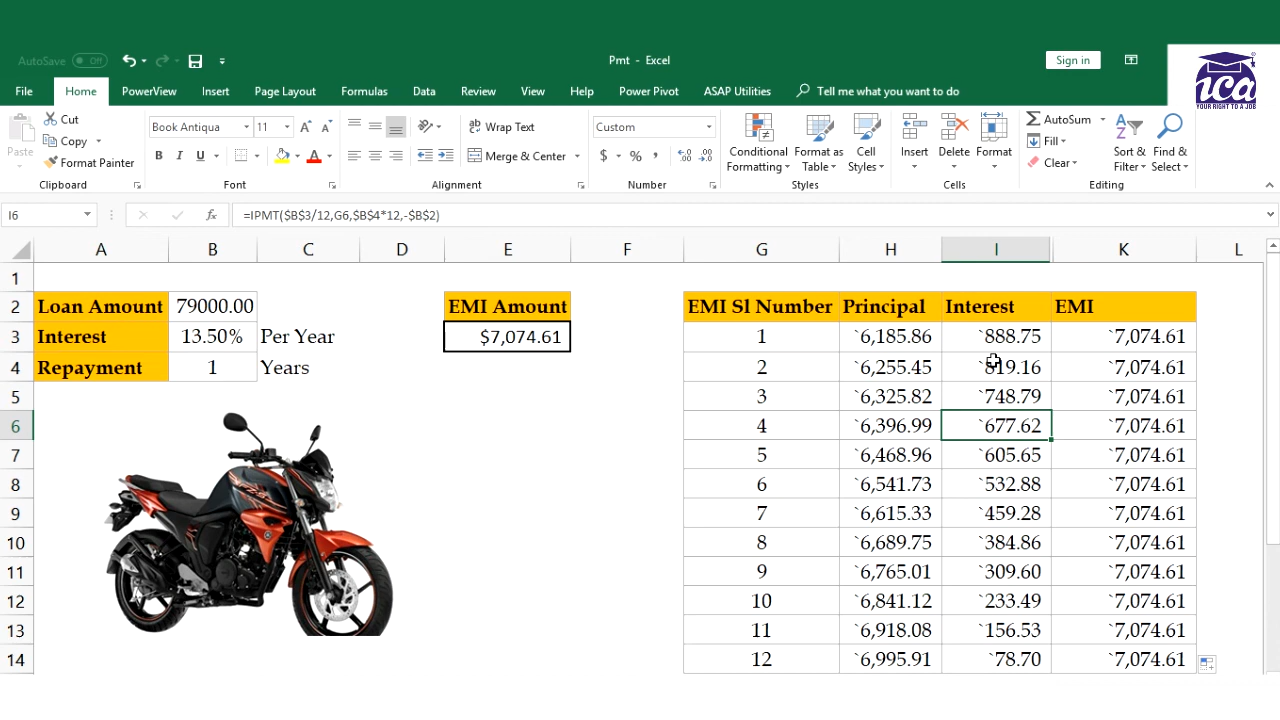 AutoSave Off
Pmt - Excel
Sign in
ica
YOUR RIGHT TO A JOB
File Home PowerView Insert Page Layout Formulas Data Review View Help Power Pivot ASAP Utilities Tell me what you want to do
Paste
Cut
Copy
Format Painter
Clipboard
Book Antiqua 11
B I U
Font
Wrap Text
Merge & Center
Alignment
Custom
$ % ,
Number
Conditional Formatting
Format as Table
Cell Styles
Styles
Insert
Delete
Format
Cells
AutoSum
Fill
Clear
Sort & Filter
Find & Select
Editing
I6 fx =IPMT($B$3/12,G6,$B$4*12,-$B$2)
A B C D E F G H I K L
1
2 Loan Amount 79000.00 EMI Amount EMI Sl Number Principal Interest EMI
3 Interest 13.50% Per Year $7,074.61 1 `6,185.86 `888.75 `7,074.61
4 Repayment 1 Years 2 `6,255.45 `819.16 `7,074.61
5 3 `6,325.82 `748.79 `7,074.61
6 4 `6,396.99 `677.62 `7,074.61
7 5 `6,468.96 `605.65 `7,074.61
8 6 `6,541.73 `532.88 `7,074.61
9 7 `6,615.33 `459.28 `7,074.61
10 8 `6,689.75 `384.86 `7,074.61
11 9 `6,765.01 `309.60 `7,074.61
12 10 `6,841.12 `233.49 `7,074.61
13 11 `6,918.08 `156.53 `7,074.61
14 12 `6,995.91 `78.70 `7,074.61